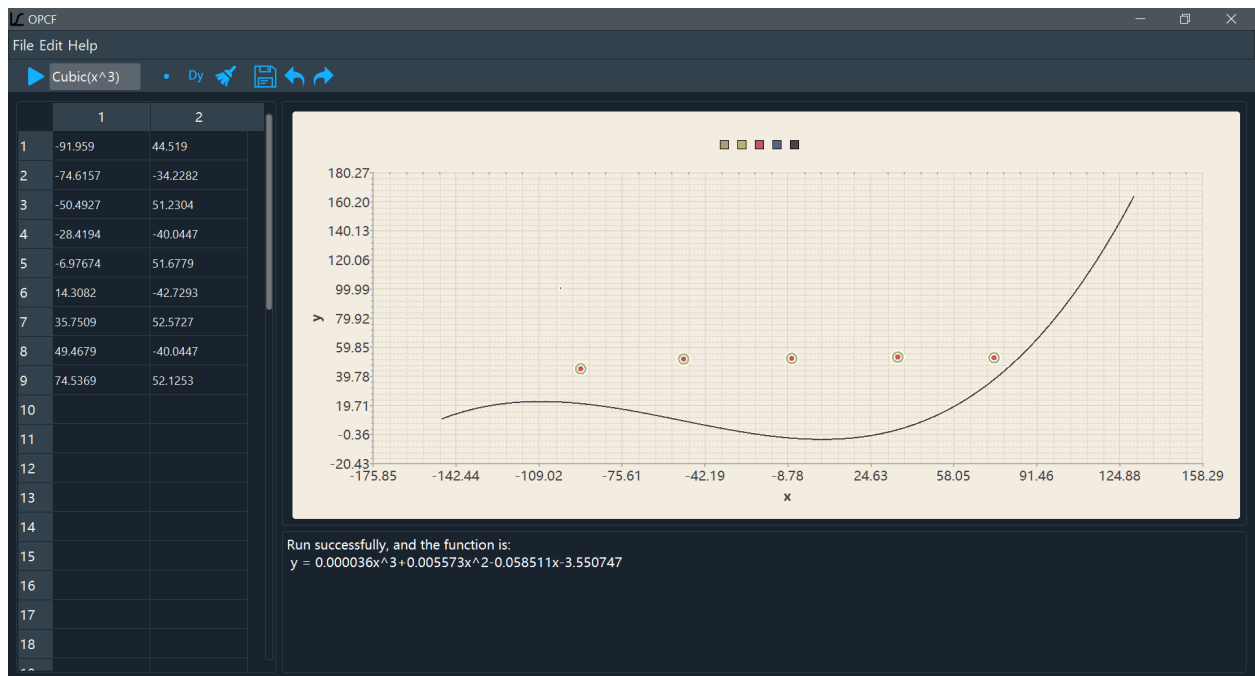 OPCF
File Edit Help
Cubic(x^3)
Dy
1 2
1 -91.959 44.519
2 -74.6157 -34.2282
3 -50.4927 51.2304
4 -28.4194 -40.0447
5 -6.97674 51.6779
6 14.3082 -42.7293
7 35.7509 52.5727
8 49.4679 -40.0447
9 74.5369 52.1253
10
11
12
13
14
15
16
17
18
180.27
160.20
140.13
120.06
99.99
79.92
59.85
39.78
19.71
-0.36
-20.43
y
-175.85 -142.44 -109.02 -75.61 -42.19 -8.78 24.63 58.05 91.46 124.88 158.29
x
Run successfully, and the function is:
y = 0.000036x^3+0.005573x^2-0.058511x-3.550747